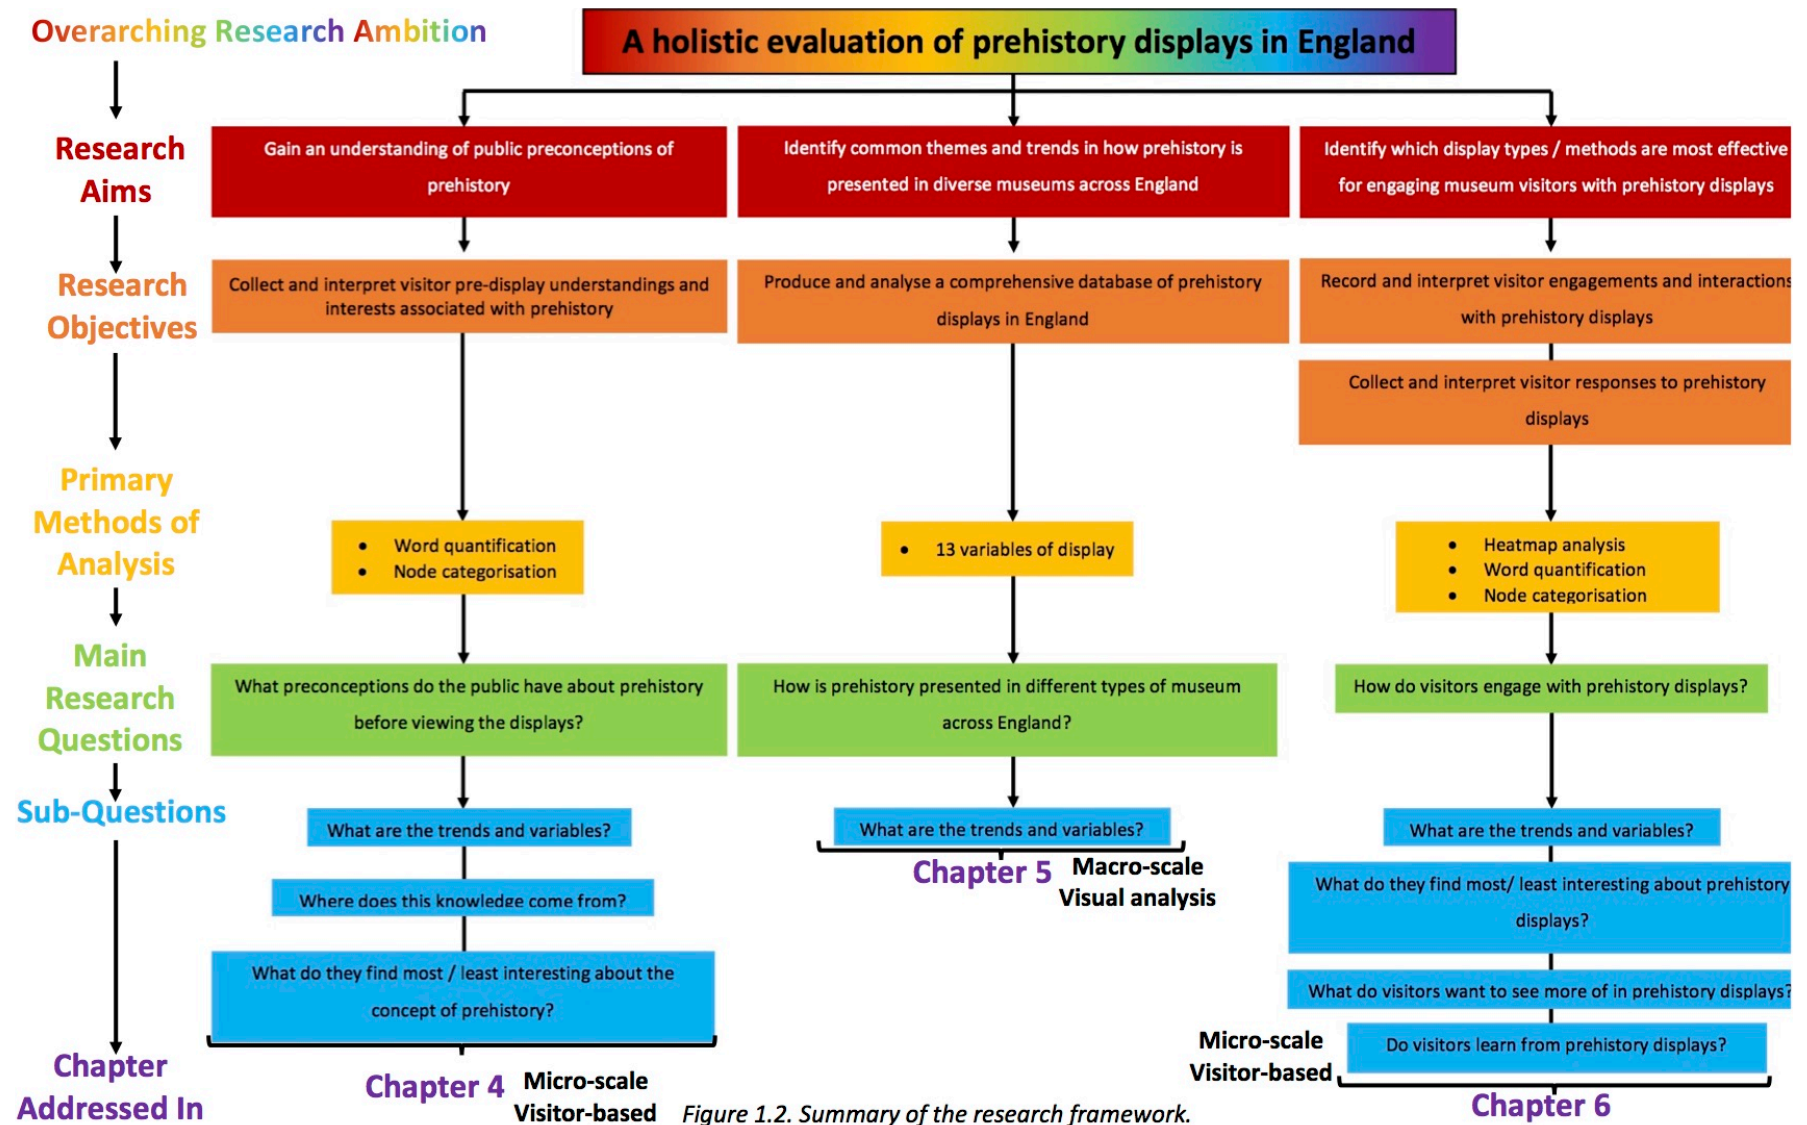 Overarching Research Ambition
A holistic evaluation of prehistory displays in England
Research
Aims
Gain an understanding of public preconceptions of
prehistory
Identify common themes and trends in how prehistory is
presented in diverse museums across England
Identify which display types / methods are most effective
for engaging museum visitors with prehistory displays
Research
Objectives
Collect and interpret visitor pre-display understandings and
interests associated with prehistory
Produce and analyse a comprehensive database of prehistory
displays in England
Record and interpret visitor engagements and interactions
with prehistory displays
Collect and interpret visitor responses to prehistory
displays
Primary
Methods of
Analysis
• Word quantification
• Node categorisation
• 13 variables of display
• Heatmap analysis
• Word quantification
• Node categorisation
Main
Research
Questions
What preconceptions do the public have about prehistory
before viewing the displays?
How is prehistory presented in different types of museum
across England?
How do visitors engage with prehistory displays?
Sub-Questions
What are the trends and variables?
Where does this knowledge come from?
What do they find most / least interesting about the
concept of prehistory?
What are the trends and variables?
Chapter 5
Macro-scale
Visual analysis
What are the trends and variables?
What do they find most/ least interesting about prehistory
displays?
What do visitors want to see more of in prehistory displays?
Do visitors learn from prehistory displays?
Micro-scale
Visitor-based
Chapter
Addressed In
Chapter 4
Micro-scale
Visitor-based
Chapter 6
Figure 1.2. Summary of the research framework.